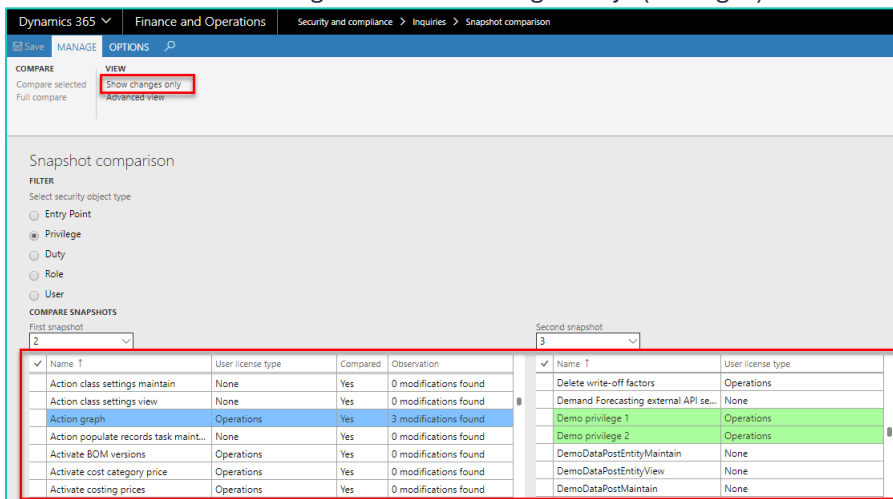 Dynamics 365 Finance and Operations Security and compliance > Inquiries > Snapshot comparison
Save MANAGE OPTIONS
COMPARE VIEW
Compare selected Show changes only
Full compare Advanced view
Snapshot comparison
FILTER
Select security object type
Entry Point
Privilege
Duty
Role
User
COMPARE SNAPSHOTS
First snapshot Second snapshot
2 3
Name ↑ User license type Compared Observation Name ↑ User license type
Action class settings maintain None Yes 0 modifications found Delete write-off factors Operations
Action class settings view None Yes 0 modifications found Demand Forecasting external API se... None
Action graph Operations Yes 3 modifications found Demo privilege 1 Operations
Action populate records task maint... None Yes 0 modifications found Demo privilege 2 Operations
Activate BOM versions Operations Yes 0 modifications found DemoDataPostEntityMaintain None
Activate cost category price Operations Yes 0 modifications found DemoDataPostEntityView None
Activate costing prices Operations Yes 0 modifications found DemoDataPostMaintain None